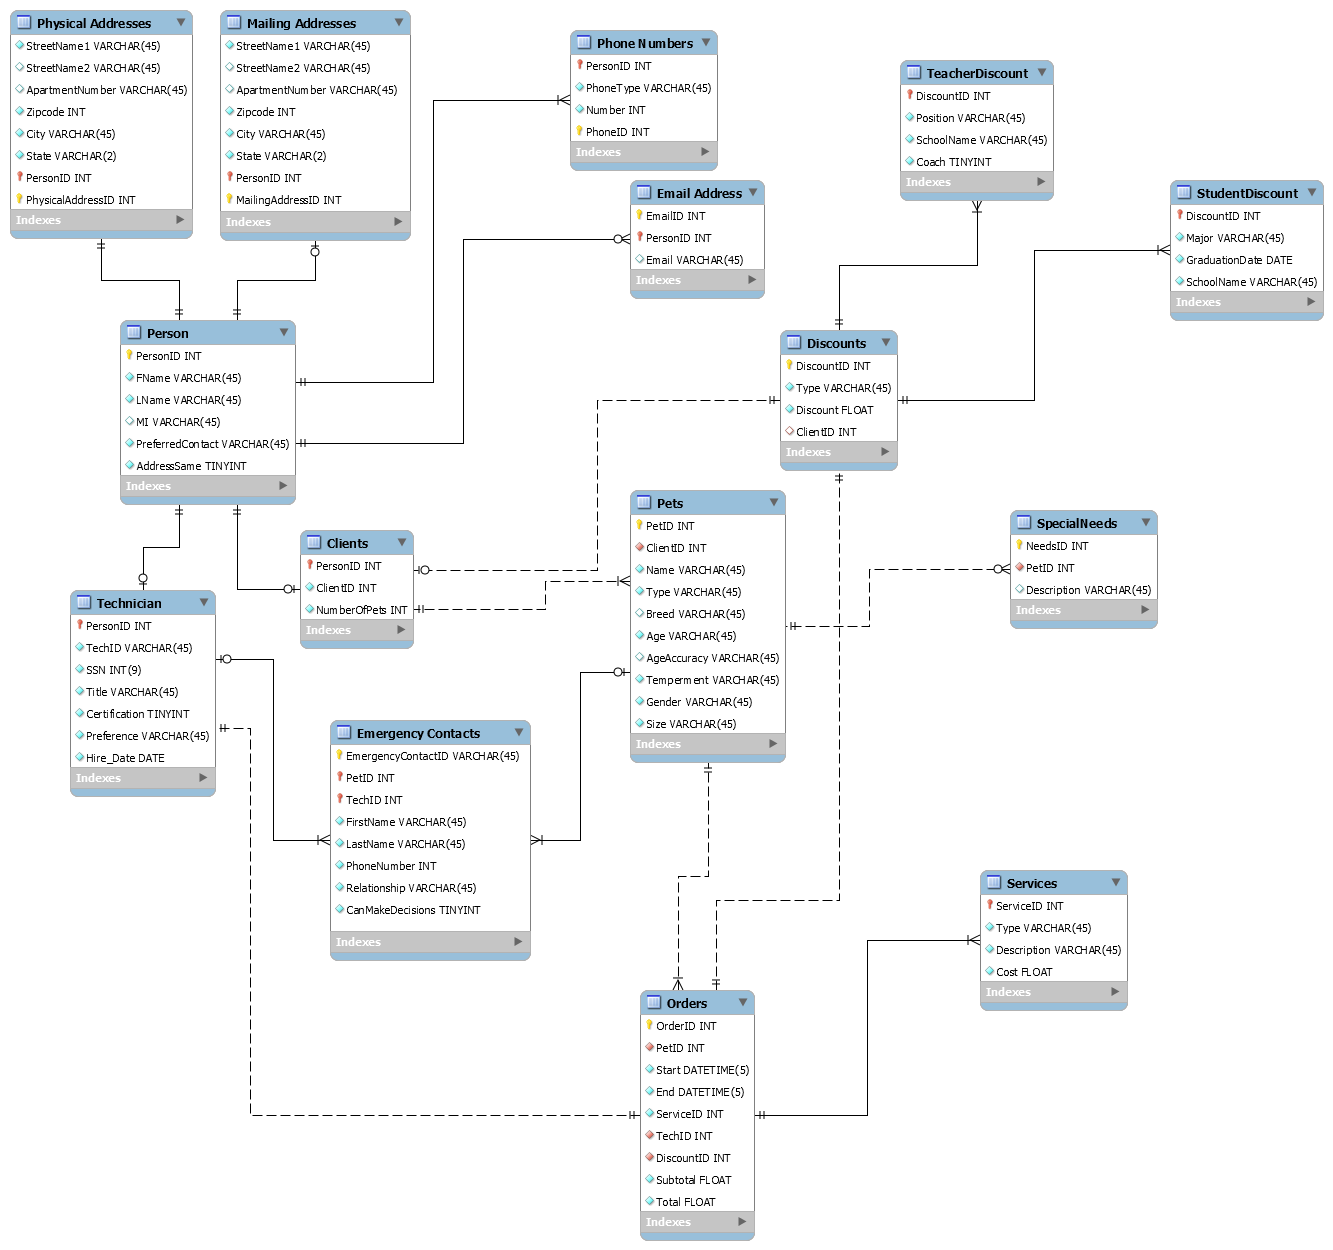 Physical Addresses
StreetName1 VARCHAR(45)
StreetName2 VARCHAR(45)
ApartmentNumber VARCHAR(45)
Zipcode INT
City VARCHAR(45)
State VARCHAR(2)
PersonID INT
PhysicalAddressID INT
Indexes
Mailing Addresses
StreetName1 VARCHAR(45)
StreetName2 VARCHAR(45)
ApartmentNumber VARCHAR(45)
Zipcode INT
City VARCHAR(45)
State VARCHAR(2)
PersonID INT
MailingAddressID INT
Indexes
Phone Numbers
PersonID INT
PhoneType VARCHAR(45)
Number INT
PhoneID INT
Indexes
TeacherDiscount
DiscountID INT
Position VARCHAR(45)
SchoolName VARCHAR(45)
Coach TINYINT
Indexes
Email Address
EmailID INT
PersonID INT
Email VARCHAR(45)
Indexes
StudentDiscount
DiscountID INT
Major VARCHAR(45)
GraduationDate DATE
SchoolName VARCHAR(45)
Indexes
Person
PersonID INT
FName VARCHAR(45)
LName VARCHAR(45)
MI VARCHAR(45)
PreferredContact VARCHAR(45)
AddressSame TINYINT
Indexes
Discounts
DiscountID INT
Type VARCHAR(45)
Discount FLOAT
ClientID INT
Indexes
Clients
PersonID INT
ClientID INT
NumberOfPets INT
Indexes
Pets
PetID INT
ClientID INT
Name VARCHAR(45)
Type VARCHAR(45)
Breed VARCHAR(45)
Age VARCHAR(45)
AgeAccuracy VARCHAR(45)
Temperment VARCHAR(45)
Gender VARCHAR(45)
Size VARCHAR(45)
Indexes
SpecialNeeds
NeedsID INT
PetID INT
Description VARCHAR(45)
Indexes
Technician
PersonID INT
TechID VARCHAR(45)
SSN INT(9)
Title VARCHAR(45)
Certification TINYINT
Preference VARCHAR(45)
Hire_Date DATE
Indexes
Emergency Contacts
EmergencyContactID VARCHAR(45)
PetID INT
TechID INT
FirstName VARCHAR(45)
LastName VARCHAR(45)
PhoneNumber INT
Relationship VARCHAR(45)
CanMakeDecisions TINYINT
Indexes
Services
ServiceID INT
Type VARCHAR(45)
Description VARCHAR(45)
Cost FLOAT
Indexes
Orders
OrderID INT
PetID INT
Start DATETIME(5)
End DATETIME(5)
ServiceID INT
TechID INT
DiscountID INT
Subtotal FLOAT
Total FLOAT
Indexes